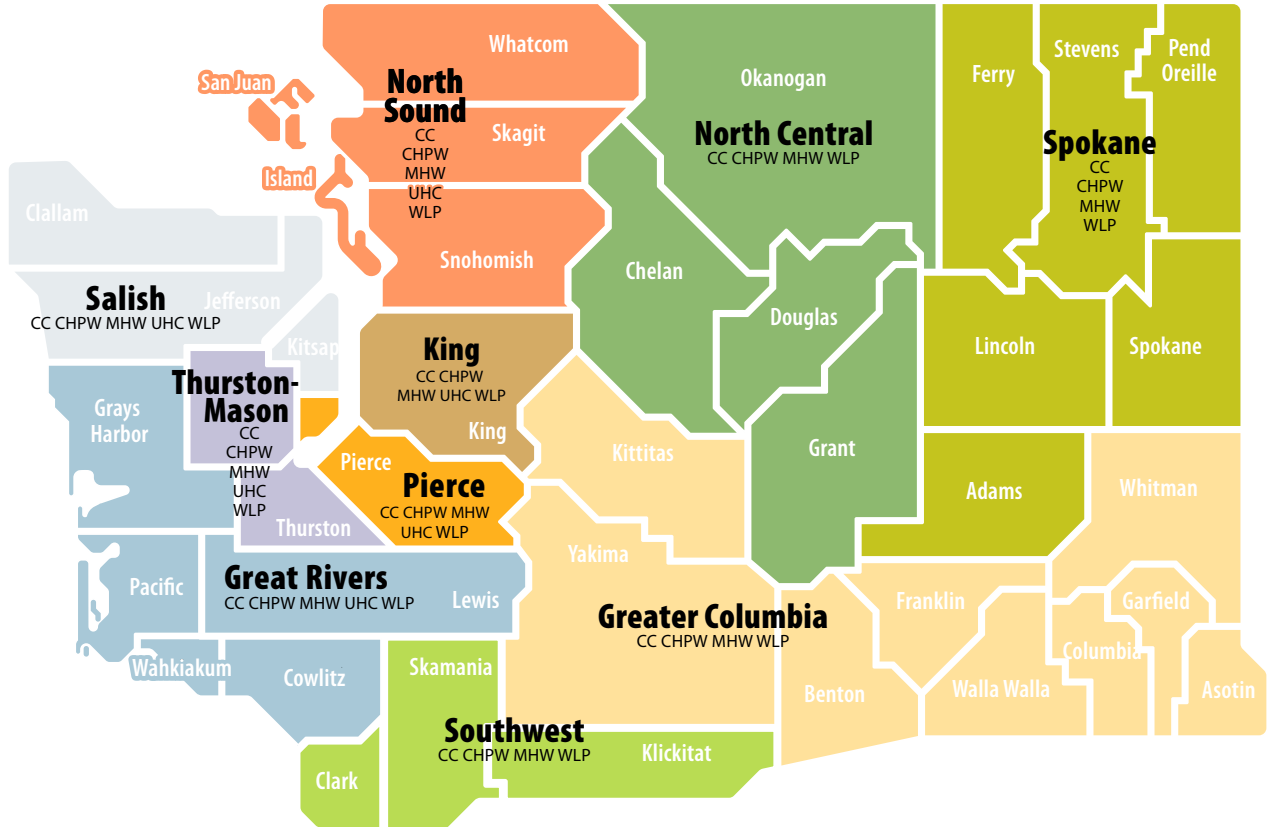 Whatcom
San Juan
North
Sound
CC
CHPW
MHW
UHC
WLP
Skagit
Island
Snohomish
Okanogan
North Central
CC CHPW MHW WLP
Chelan
Douglas
Grant
Ferry
Stevens
Pend
Oreille
Spokane
CC
CHPW
MHW
WLP
Lincoln
Spokane
Adams
Clallam
Salish
CC CHPW MHW UHC WLP
Jefferson
Kitsap
King
CC CHPW
MHW UHC WLP
King
Thurston-
Mason
CC
CHPW
MHW
UHC
WLP
Thurston
Grays
Harbor
Pierce
Pierce
CC CHPW MHW
UHC WLP
Kittitas
Yakima
Whitman
Pacific
Great Rivers
CC CHPW MHW UHC WLP
Lewis
Wahkiakum
Cowlitz
Greater Columbia
CC CHPW MHW WLP
Franklin
Garfield
Columbia
Benton
Walla Walla
Asotin
Skamania
Southwest
CC CHPW MHW WLP
Klickitat
Clark